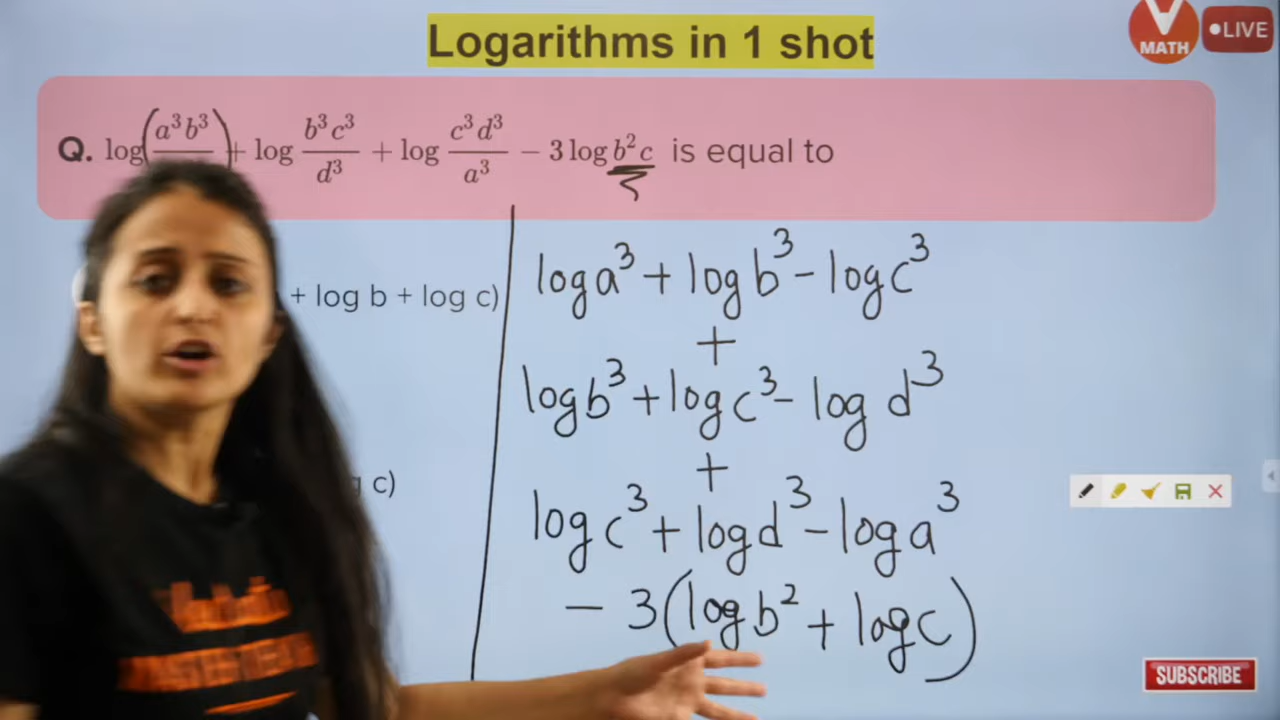 Logarithms in 1 shot
V MATH
LIVE
Q. log(a³b³/ ) + log b³c³/d³ + log c³d³/a³ − 3 log b²c is equal to
+ log b + log c)
c)
log a³ + log b³ - log c³
+
log b³ + log c³ - log d³
+
log c³ + log d³ - log a³
- 3(log b² + log c)
SUBSCRIBE